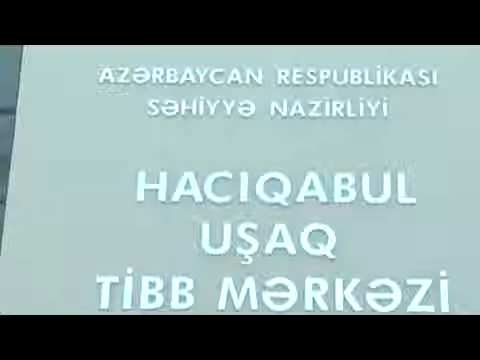 AZƏRBAYCAN RESPUBLİKASI
SƏHİYYƏ NAZİRLİYİ
HACIQABUL
UŞAQ
TİBB MƏRKƏZİ